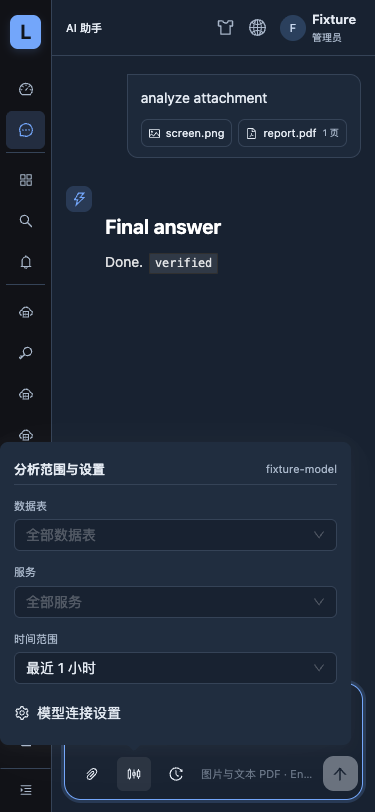 L
AI 助手
F
Fixture
管理员
analyze attachment
screen.png
report.pdf 1 页
Final answer
Done. verified
分析范围与设置
fixture-model
数据表
全部数据表
服务
全部服务
时间范围
最近 1 小时
模型连接设置
图片与文本 PDF · En...